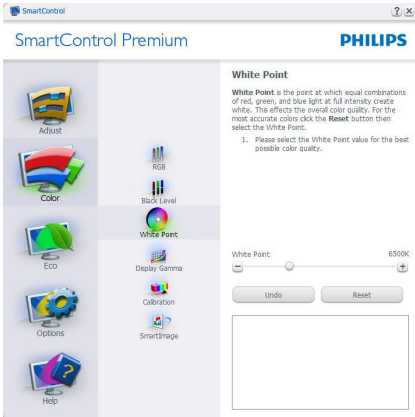 SmartControl
SmartControl Premium
PHILIPS
Adjust
Color
Eco
Options
Help
RGB
Black Level
White Point
Display Gamma
Calibration
SmartImage
White Point
White Point is the point at which equal combinations
of red, green, and blue light at full intensity create
white. This effects the overall color quality. For the
most accurate colors click the Reset button then
select the White Point.
1. Please select the White Point value for the best
possible color quality.
White Point 6500K
Undo Reset